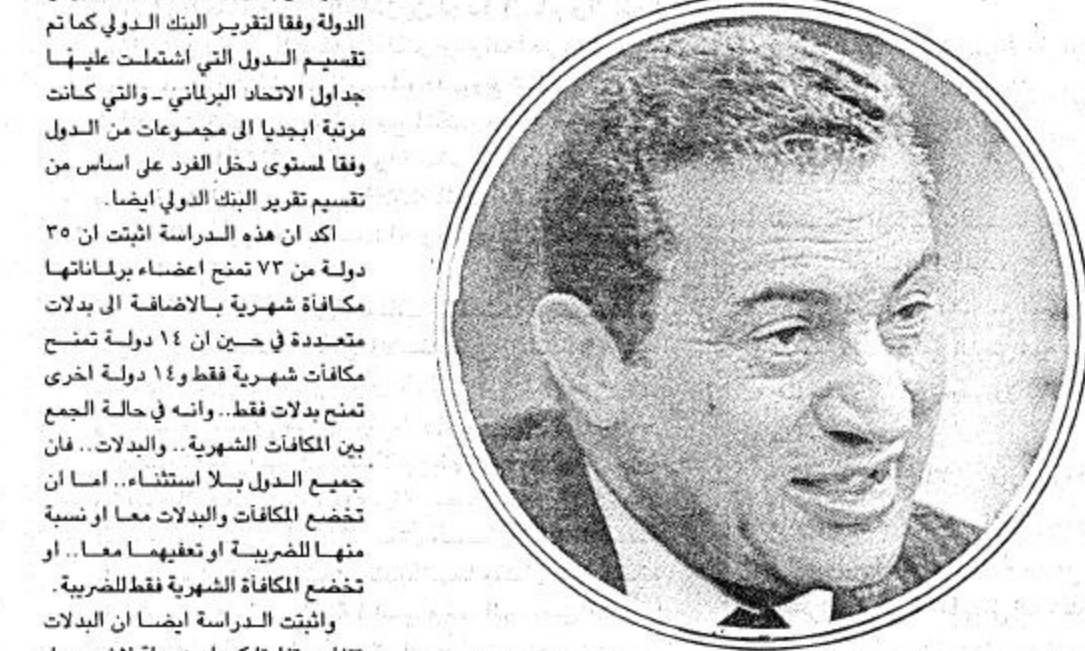 الدولة وفقا لتقرير البنك الدولي كما تم
تقسيم الدول التي اشتملت عليها
جداول الاتحاد البرلماني ـ والتي كانت
مرتبة ابجديا الى مجموعات من الدول
وفقا لمستوى دخل الفرد على اساس من
تقسيم تقرير البنك الدولي ايضا.
اكد ان هذه الدراسة اثبتت ان ٣٥
دولة من ٧٣ تمنح اعضاء برلماناتها
مكافأة شهرية بالاضافة الى بدلات
متعددة في حين ان ١٤ دولة تمنح
مكافآت شهرية فقط و١٤ دولة اخرى
تمنح بدلات فقط.. وانه في حالة الجمع
بين المكافآت الشهرية.. والبدلات.. فان
جميع الدول بلا استثناء.. اما ان
تخضع المكافآت والبدلات معا او نسبة
منها للضريبة او تعفيهما معا.. او
تخضع المكافأة الشهرية فقط للضريبة.
واثبتت الدراسة ايضا ان البدلات